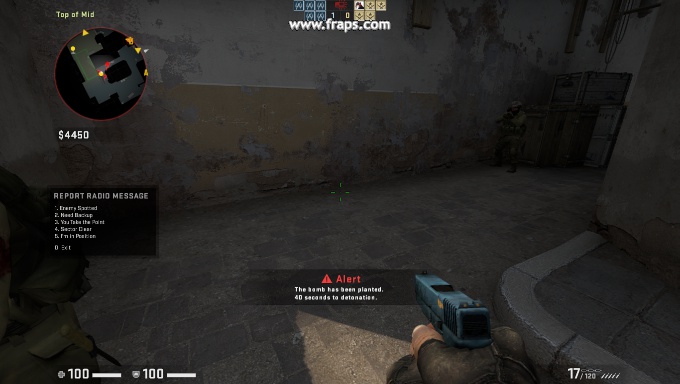 Top of Mid
1 0
www.fraps.com
$4450
REPORT RADIO MESSAGE
1. Enemy Spotted
2. Need Backup
3. You Take the Point
4. Sector Clear
5. I'm in Position
0 Exit
Alert
The bomb has been planted.
40 seconds to detonation.
100
100
17/120